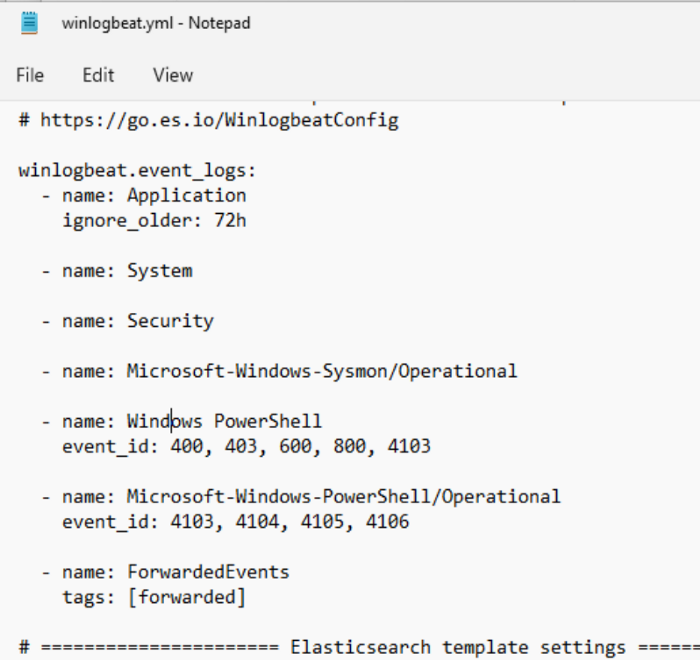 winlogbeat.yml - Notepad
File Edit View
# https://go.es.io/WinlogbeatConfig
winlogbeat.event_logs:
  - name: Application
    ignore_older: 72h
  - name: System
  - name: Security
  - name: Microsoft-Windows-Sysmon/Operational
  - name: Windows PowerShell
    event_id: 400, 403, 600, 800, 4103
  - name: Microsoft-Windows-PowerShell/Operational
    event_id: 4103, 4104, 4105, 4106
  - name: ForwardedEvents
    tags: [forwarded]
# ====================== Elasticsearch template settings ======